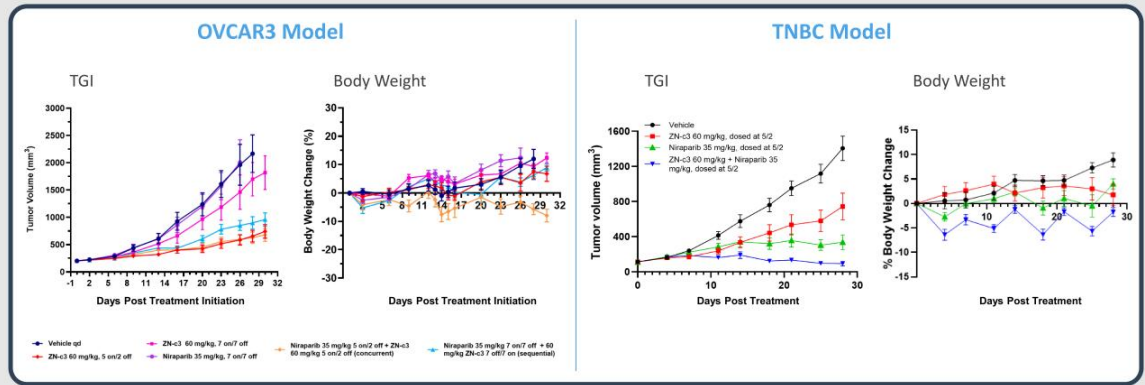 OVCAR3 Model
TGI
Body Weight
Tumor Volume (mm³)
3000
2500
2000
1500
1000
500
0
-1 2 5 8 11 14 17 20 23 26 29 32
Days Post Treatment Initiation
Body Weight Change (%)
30
20
10
0
-10
-20
-30
2 5 8 11 14 17 20 23 26 29 32
Days Post Treatment Initiation
Vehicle qd
ZN-c3 60 mg/kg, 5 on/2 off
ZN-c3 60 mg/kg, 7 on/7 off
Niraparib 35 mg/kg, 7 on/7 off
Niraparib 35 mg/kg 5 on/2 off + ZN-c3
60 mg/kg 5 on/2 off (concurrent)
Niraparib 35 mg/kg 7 on/7 off + 60
mg/kg ZN-c3 7 off/7 on (sequential)
TNBC Model
TGI
Body Weight
Vehicle
ZN-c3 60 mg/kg, dosed at 5/2
Niraparib 35 mg/kg, dosed at 5/2
ZN-c3 60 mg/kg + Niraparib 35
mg/kg, dosed at 5/2
Tumor volume (mm³)
1600
1200
800
400
0
0 10 20 30
Days Post Treatment
% Body Weight Change
15
10
5
0
-5
-10
-15
10 20 30
Days Post Treatment